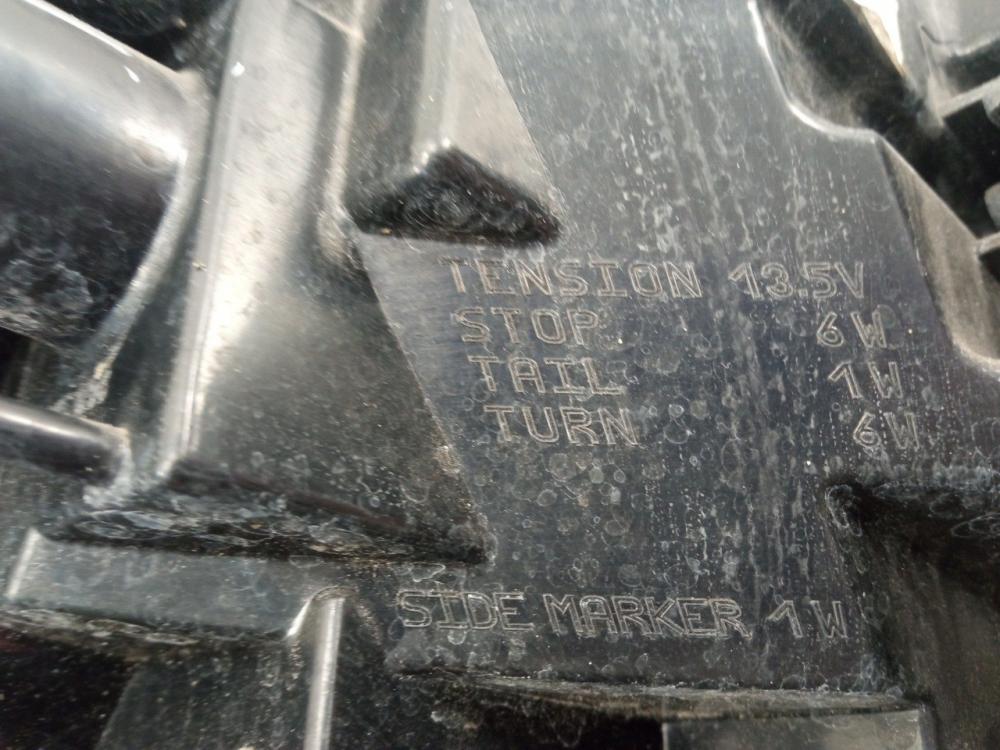 TENSION 13.5V
STOP 6W
TAIL 1W
TURN 6W
SIDE MARKER 1W